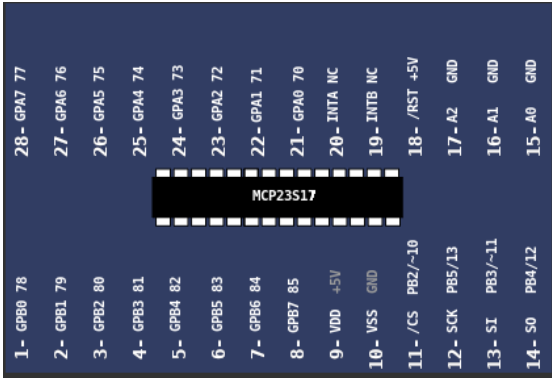 28- GPA7 77
27- GPA6 76
26- GPA5 75
25- GPA4 74
24- GPA3 73
23- GPA2 72
22- GPA1 71
21- GPA0 70
20- INTA NC
19- INTB NC
18- /RST +5V
17- A2 GND
16- A1 GND
15- A0 GND
MCP23S17
1- GPB0 78
2- GPB1 79
3- GPB2 80
4- GPB3 81
5- GPB4 82
6- GPB5 83
7- GPB6 84
8- GPB7 85
9- VDD +5V
10- VSS GND
11- /CS PB2/~10
12- SCK PB5/13
13- SI PB3/~11
14- SO PB4/12